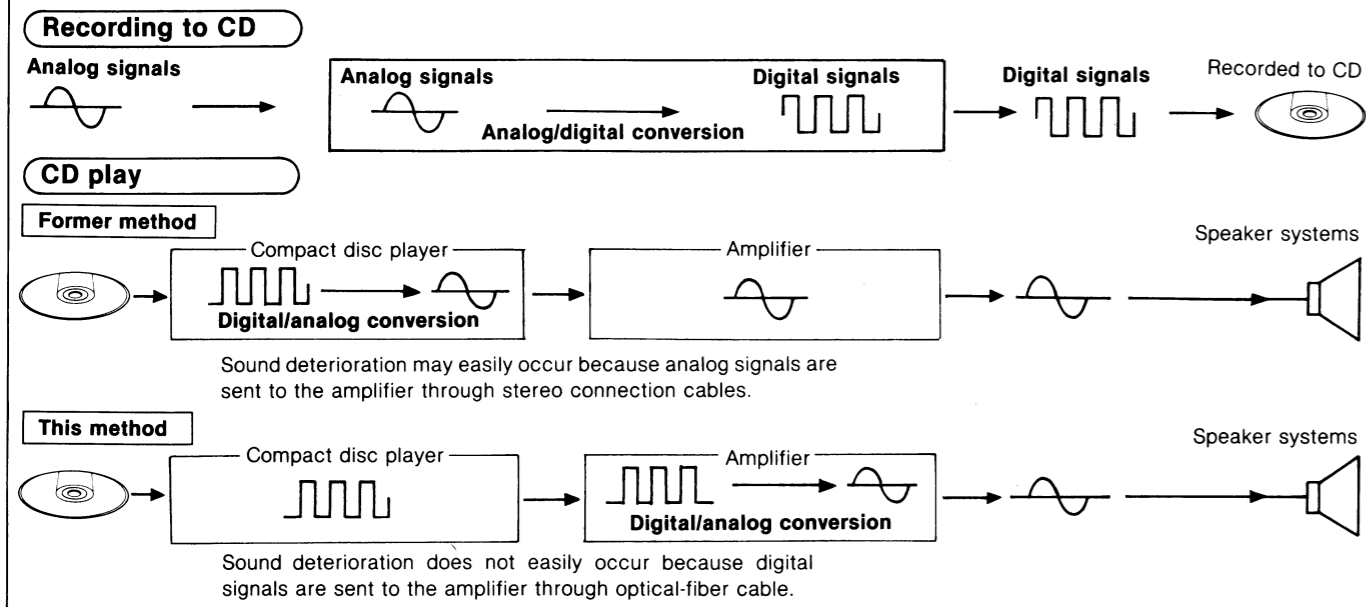 Recording to CD
Analog signals
Analog signals
Digital signals
Digital signals
Recorded to CD
Analog/digital conversion
CD play
Former method
Speaker systems
Compact disc player
Amplifier
Digital/analog conversion
Sound deterioration may easily occur because analog signals are
sent to the amplifier through stereo connection cables.
This method
Speaker systems
Compact disc player
Amplifier
Digital/analog conversion
Sound deterioration does not easily occur because digital
signals are sent to the amplifier through optical-fiber cable.